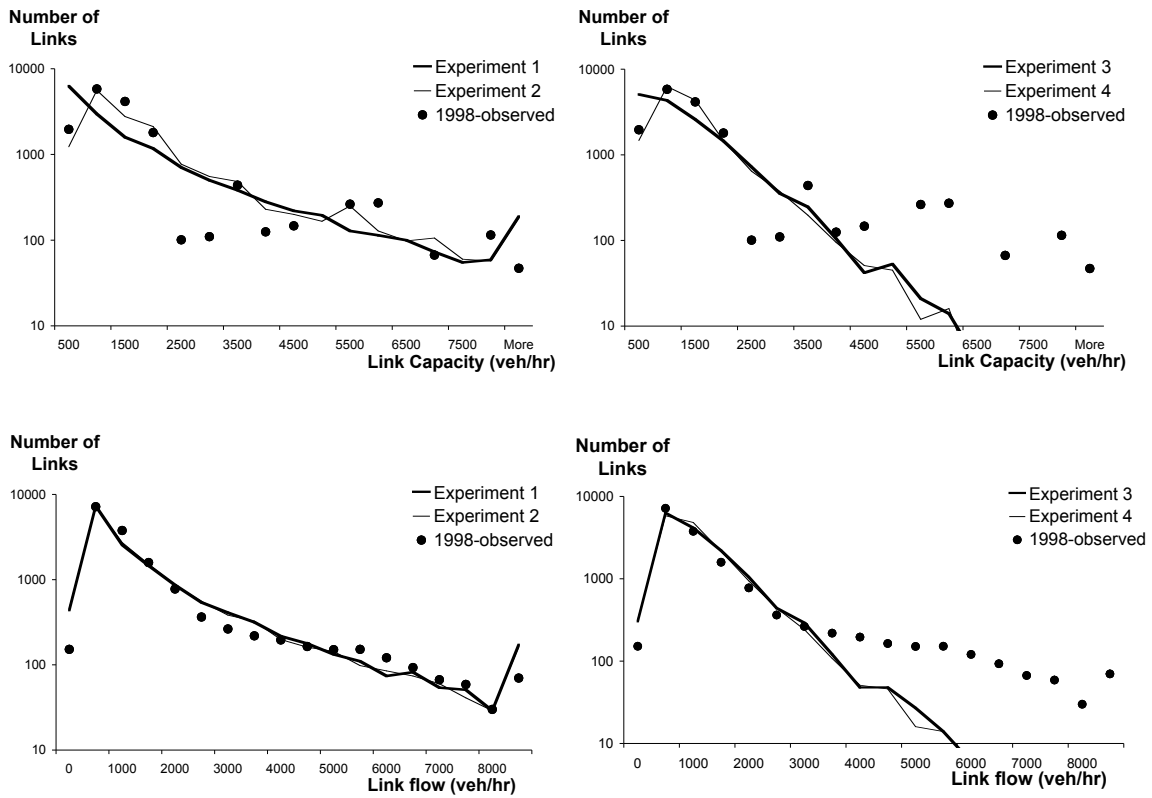 Number of
Links
10000
1000
100
10
Experiment 1
Experiment 2
1998-observed
500 1500 2500 3500 4500 5500 6500 7500 More
Link Capacity (veh/hr)
Number of
Links
10000
1000
100
10
Experiment 3
Experiment 4
1998-observed
500 1500 2500 3500 4500 5500 6500 7500 More
Link Capacity (veh/hr)
Number of
Links
10000
1000
100
10
Experiment 1
Experiment 2
1998-observed
0 1000 2000 3000 4000 5000 6000 7000 8000
Link flow (veh/hr)
Number of
Links
10000
1000
100
10
Experiment 3
Experiment 4
1998-observed
0 1000 2000 3000 4000 5000 6000 7000 8000
Link flow (veh/hr)